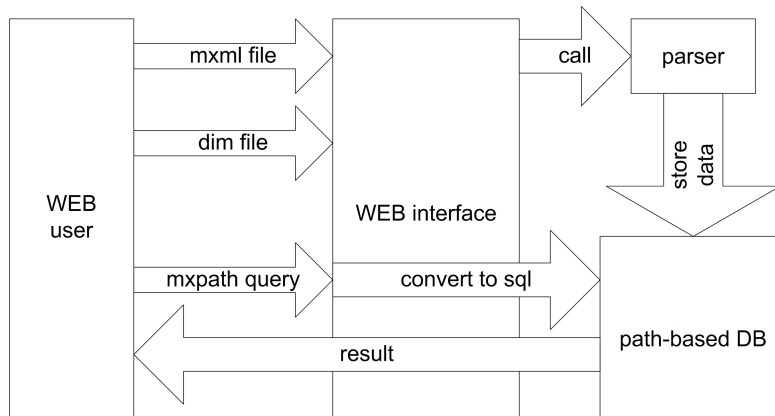 mxml file
call
parser
dim file
store
data
WEB
user
WEB interface
mxpath query
convert to sql
path-based DB
result